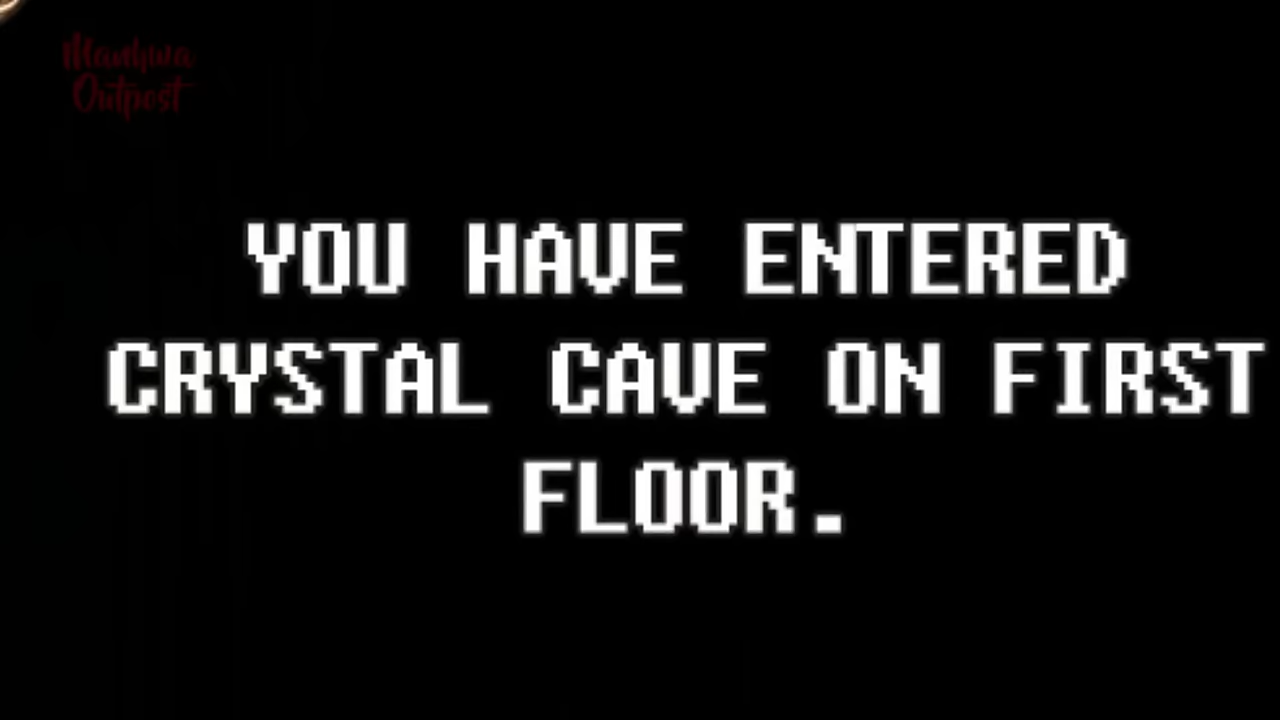 Manhwa
Outpost
YOU HAVE ENTERED
CRYSTAL CAVE ON FIRST
FLOOR.